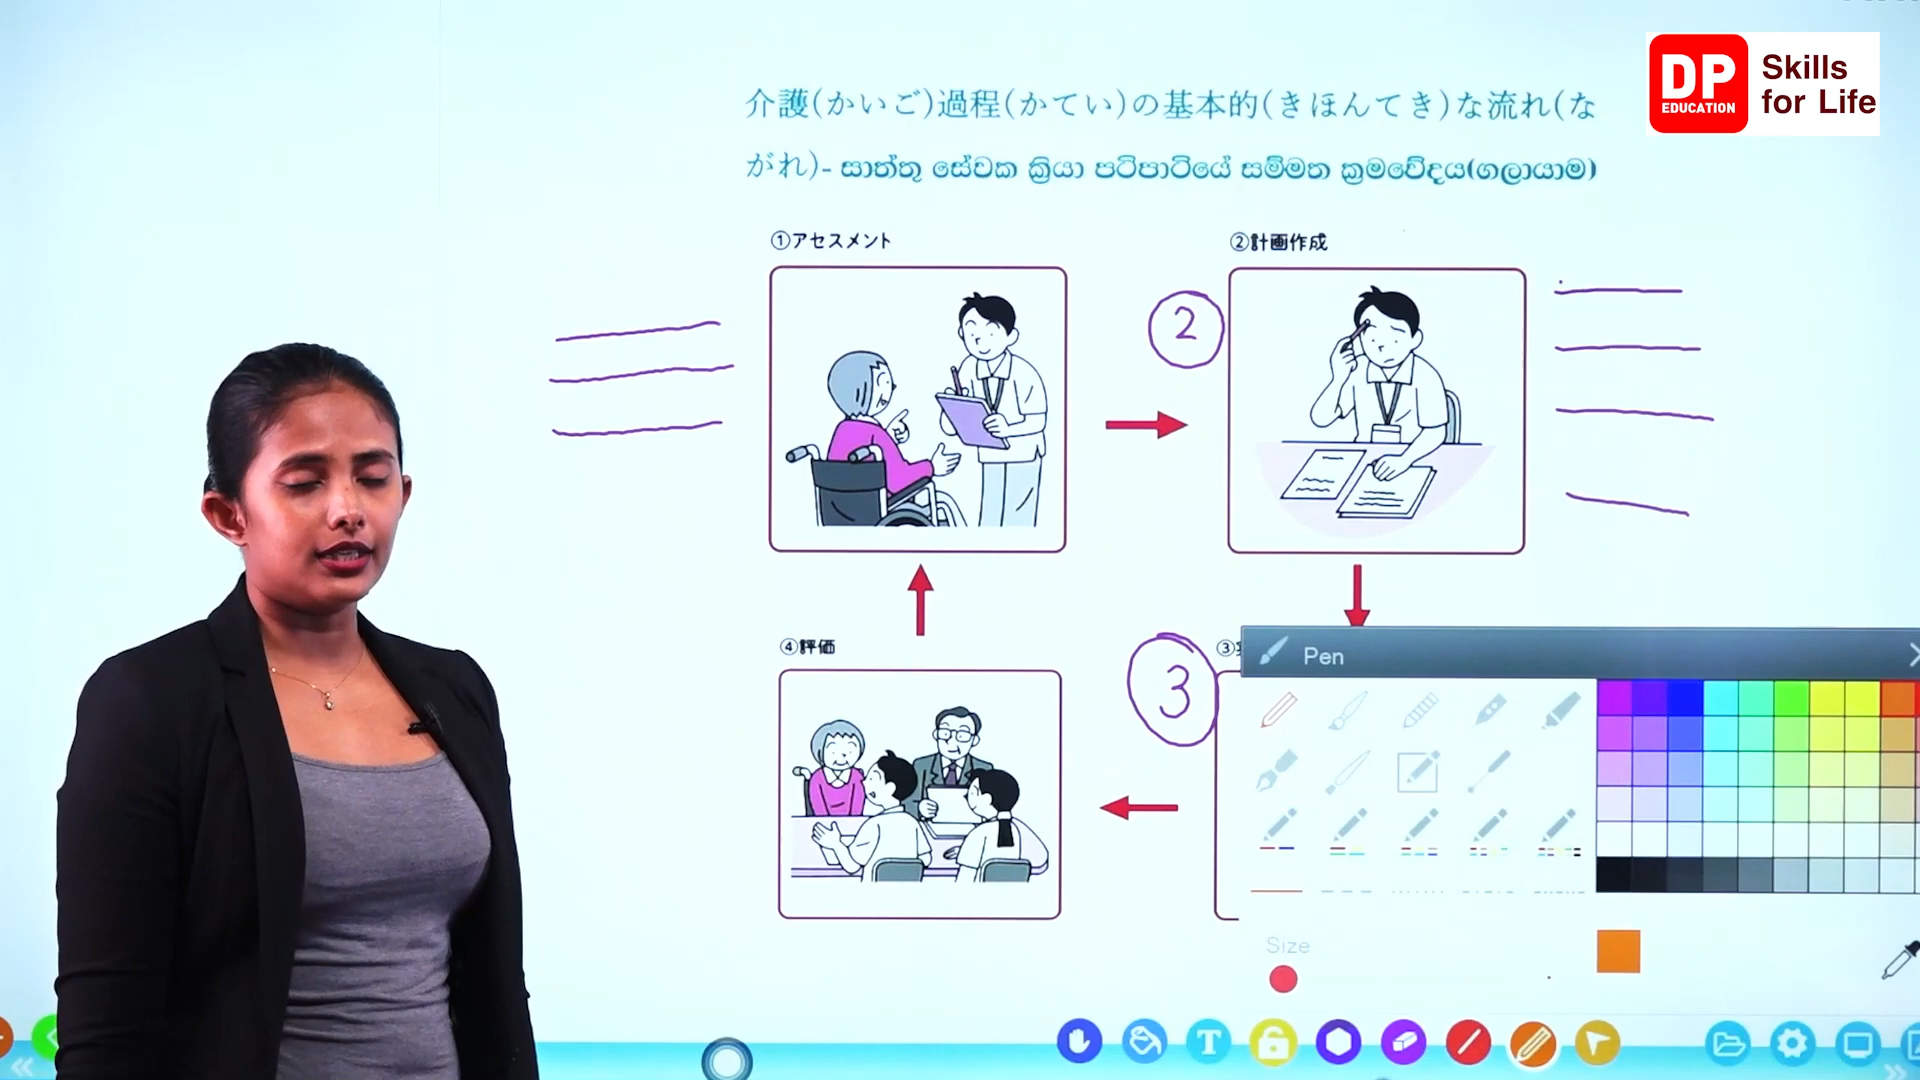 DP
EDUCATION
Skills
for Life
介護(かいご)過程(かてい)の基本的(きほんてき)な流れ(な
がれ)- සාත්තු සේවක ක්‍රියා පටිපාටියේ සම්මත ක්‍රමවේදය(ගලායාම)
①アセスメント
②計画作成
2
④評価
3
③
Pen
Size
T